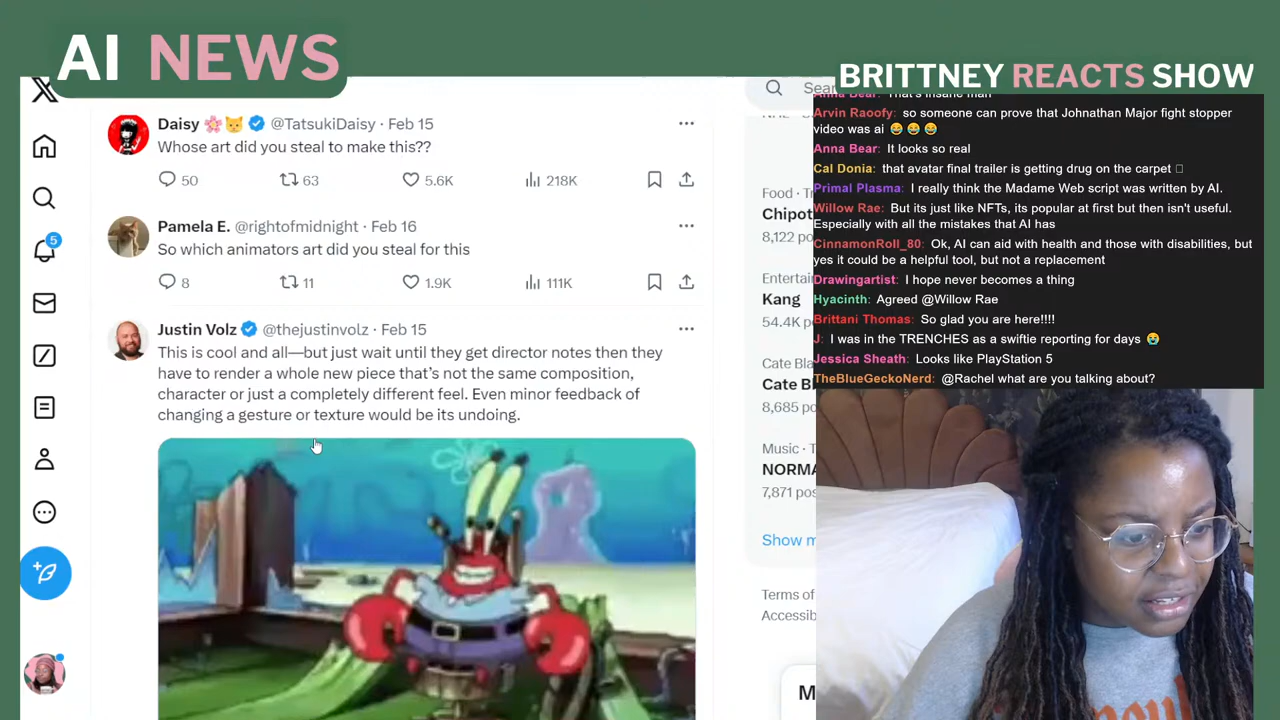 AI NEWS
BRITTNEY REACTS SHOW
X
Daisy 🌸😼 @TatsukiDaisy · Feb 15
Whose art did you steal to make this??
50 63 5.6K 218K
Pamela E. @rightofmidnight · Feb 16
So which animators art did you steal for this
8 11 1.9K 111K
Justin Volz @thejustinvolz · Feb 15
This is cool and all—but just wait until they get director notes then they
have to render a whole new piece that's not the same composition,
character or just a completely different feel. Even minor feedback of
changing a gesture or texture would be its undoing.
5
Food ·
Chipot
8,122 po
Entertai
Kang
54.4K
Cate Bla
Cate B
8,685 po
Music ·
NORMA
7,871 pos
Show m
Terms of
Accessib
M
Anna Bear: That's insane man
Arvin Raoofy: so someone can prove that Johnathan Major fight stopper
video was ai 😂 😂 😂
Anna Bear: It looks so real
Cal Donia: that avatar final trailer is getting drug on the carpet
Primal Plasma: I really think the Madame Web script was written by AI.
Willow Rae: But its just like NFTs, its popular at first but then isn't useful.
Especially with all the mistakes that AI has
CinnamonRoll_80: Ok, AI can aid with health and those with disabilities, but
yes it could be a helpful tool, but not a replacement
Drawingartist: I hope never becomes a thing
Hyacinth: Agreed @Willow Rae
Brittani Thomas: So glad you are here!!!!
J: I was in the TRENCHES as a swiftie reporting for days 😭
Jessica Sheath: Looks like PlayStation 5
TheBlueGeckoNerd: @Rachel what are you talking about?